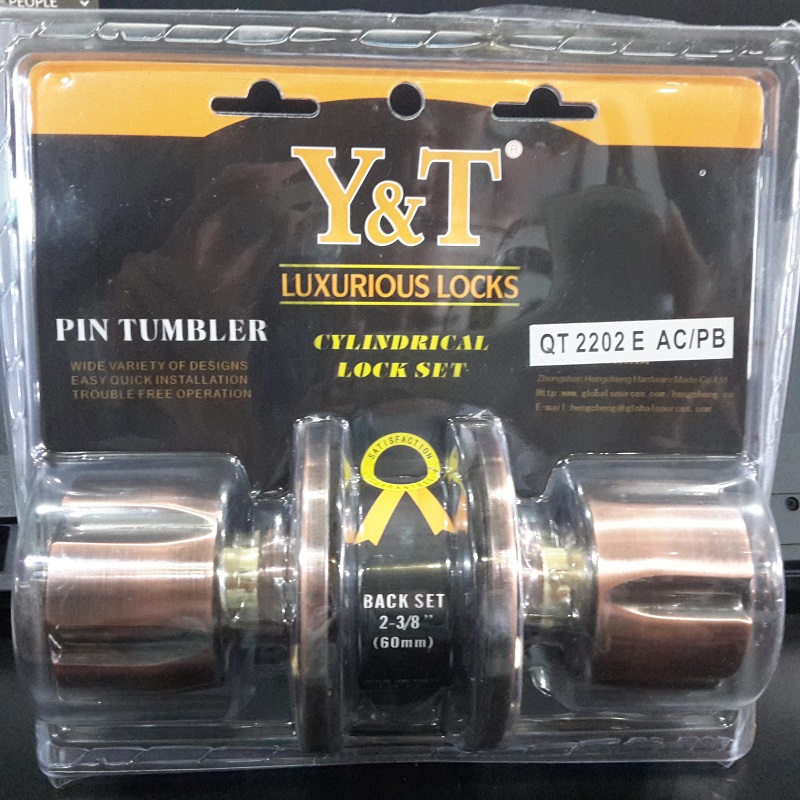 PEOPLE
Y&T®
LUXURIOUS LOCKS
PIN TUMBLER
WIDE VARIETY OF DESIGNS
EASY QUICK INSTALLATION
TROUBLE FREE OPERATION
CYLINDRICAL
LOCK SET
QT 2202 E AC/PB
Zhongshan Hengcheng Hardware Made Co. Ltd
Http:www.globalsources.com/hengcheng.co
E-mail:hengcheng@globalsources.com
SATISFACTION
GUARANTEED
BACK SET
2-3/8"
(60mm)